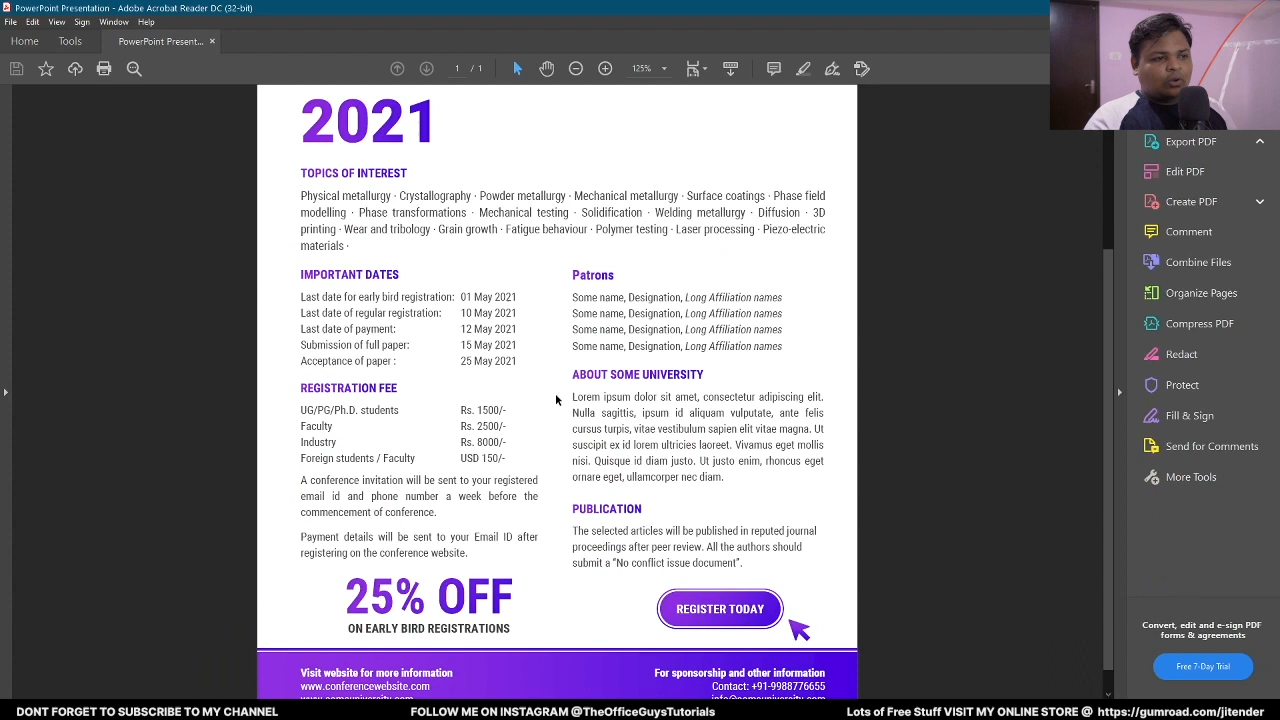 PowerPoint Presentation - Adobe Acrobat Reader DC (32-bit)
File Edit View Sign Window Help
Home Tools PowerPoint Present... ×
1 / 1 125%
2021
TOPICS OF INTEREST
Physical metallurgy · Crystallography · Powder metallurgy · Mechanical metallurgy · Surface coatings · Phase field
modelling · Phase transformations · Mechanical testing · Solidification · Welding metallurgy · Diffusion · 3D
printing · Wear and tribology · Grain growth · Fatigue behaviour · Polymer testing · Laser processing · Piezo-electric
materials ·
IMPORTANT DATES
Last date for early bird registration: 01 May 2021
Last date of regular registration: 10 May 2021
Last date of payment: 12 May 2021
Submission of full paper: 15 May 2021
Acceptance of paper : 25 May 2021
REGISTRATION FEE
UG/PG/Ph.D. students Rs. 1500/-
Faculty Rs. 2500/-
Industry Rs. 8000/-
Foreign students / Faculty USD 150/-
A conference invitation will be sent to your registered
email id and phone number a week before the
commencement of conference.
Payment details will be sent to your Email ID after
registering on the conference website.
25% OFF
ON EARLY BIRD REGISTRATIONS
Patrons
Some name, Designation, Long Affiliation names
Some name, Designation, Long Affiliation names
Some name, Designation, Long Affiliation names
Some name, Designation, Long Affiliation names
ABOUT SOME UNIVERSITY
Lorem ipsum dolor sit amet, consectetur adipiscing elit.
Nulla sagittis, ipsum id aliquam vulputate, ante felis
cursus turpis, vitae vestibulum sapien elit vitae magna. Ut
suscipit ex id lorem ultricies laoreet. Vivamus eget mollis
nisi. Quisque id diam justo. Ut justo enim, rhoncus eget
ornare eget, ullamcorper nec diam.
PUBLICATION
The selected articles will be published in reputed journal
proceedings after peer review. All the authors should
submit a “No conflict issue document”.
REGISTER TODAY
Visit website for more information
www.conferencewebsite.com
www.someuniversity.com
For sponsorship and other information
Contact: +91-9988776655
info@someuniversity.com
Export PDF
Edit PDF
Create PDF
Comment
Combine Files
Organize Pages
Compress PDF
Redact
Protect
Fill & Sign
Send for Comments
More Tools
Convert, edit and e-sign PDF
forms & agreements
Free 7-Day Trial
DONT FORGET TO SUBSCRIBE TO MY CHANNEL FOLLOW ME ON INSTAGRAM @TheOfficeGuysTutorials Lots of Free Stuff VISIT MY ONLINE STORE @ https://gumroad.com/jitender